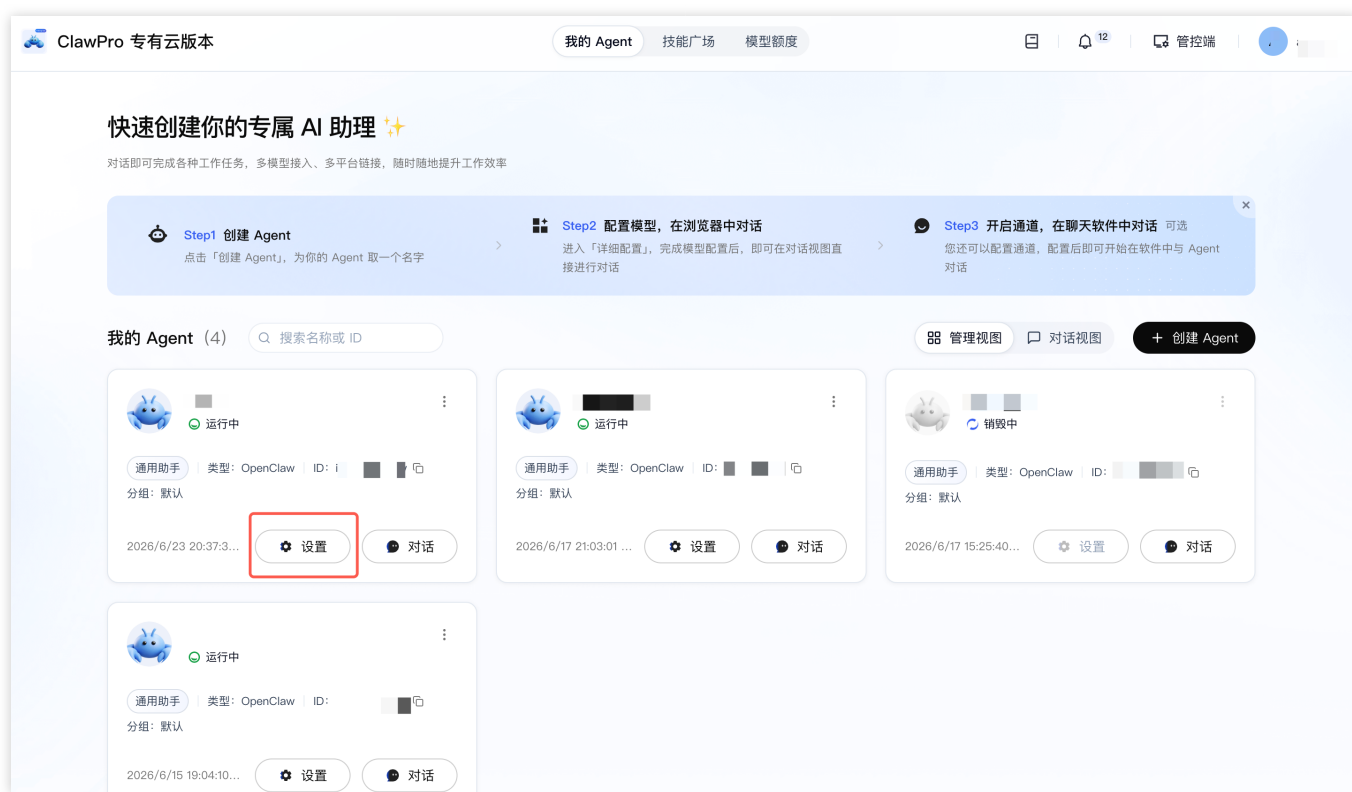 ClawPro 专有云版本
我的 Agent 技能广场 模型额度
12 管控端
快速创建你的专属 AI 助理
对话即可完成各种工作任务，多模型接入、多平台链接，随时随地提升工作效率
Step1 创建 Agent
点击「创建 Agent」，为你的 Agent 取一个名字
Step2 配置模型，在浏览器中对话
进入「详细配置」，完成模型配置后，即可在对话视图直
接进行对话
Step3 开启通道，在聊天软件中对话 可选
您还可以配置通道，配置后即可开始在软件中与 Agent
对话
我的 Agent (4) 搜索名称或 ID
管理视图 对话视图 + 创建 Agent
运行中
通用助手 类型：OpenClaw ID: i
分组：默认
2026/6/23 20:37:3... 设置 对话
运行中
通用助手 类型：OpenClaw ID:
分组：默认
2026/6/17 21:03:01 ... 设置 对话
销毁中
通用助手 类型：OpenClaw ID:
分组：默认
2026/6/17 15:25:40... 设置 对话
运行中
通用助手 类型：OpenClaw ID:
分组：默认
2026/6/15 19:04:10... 设置 对话